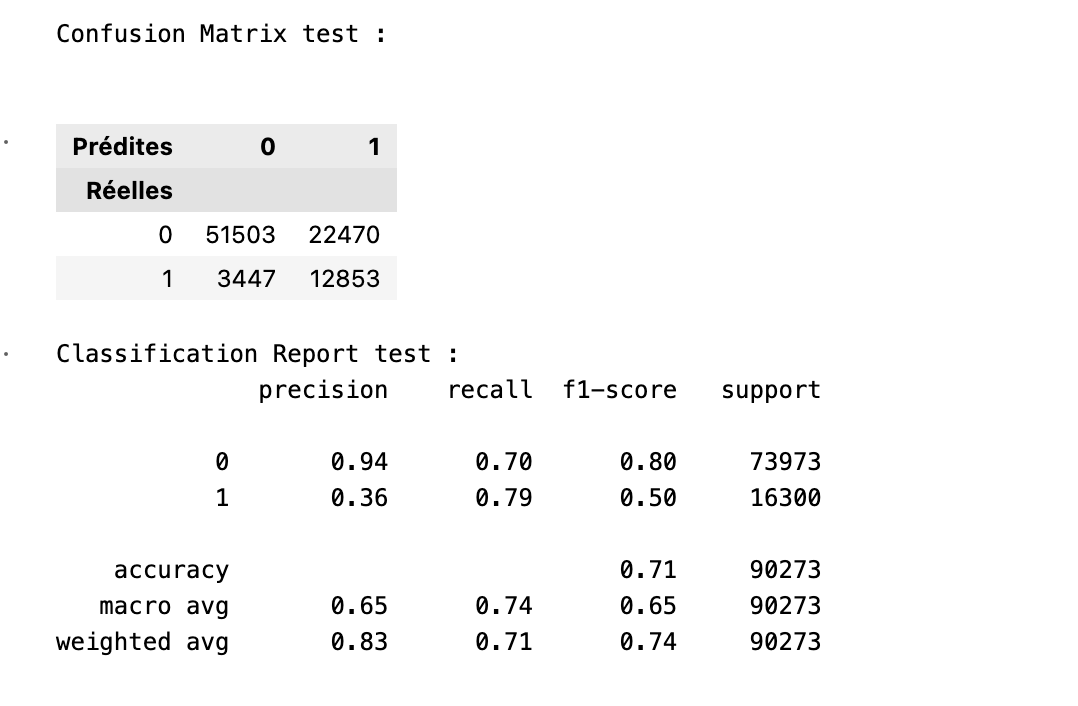 Confusion Matrix test :
Prédites 0 1
Réelles
0 51503 22470
1 3447 12853
Classification Report test :
precision recall f1-score support
0 0.94 0.70 0.80 73973
1 0.36 0.79 0.50 16300
accuracy 0.71 90273
macro avg 0.65 0.74 0.65 90273
weighted avg 0.83 0.71 0.74 90273